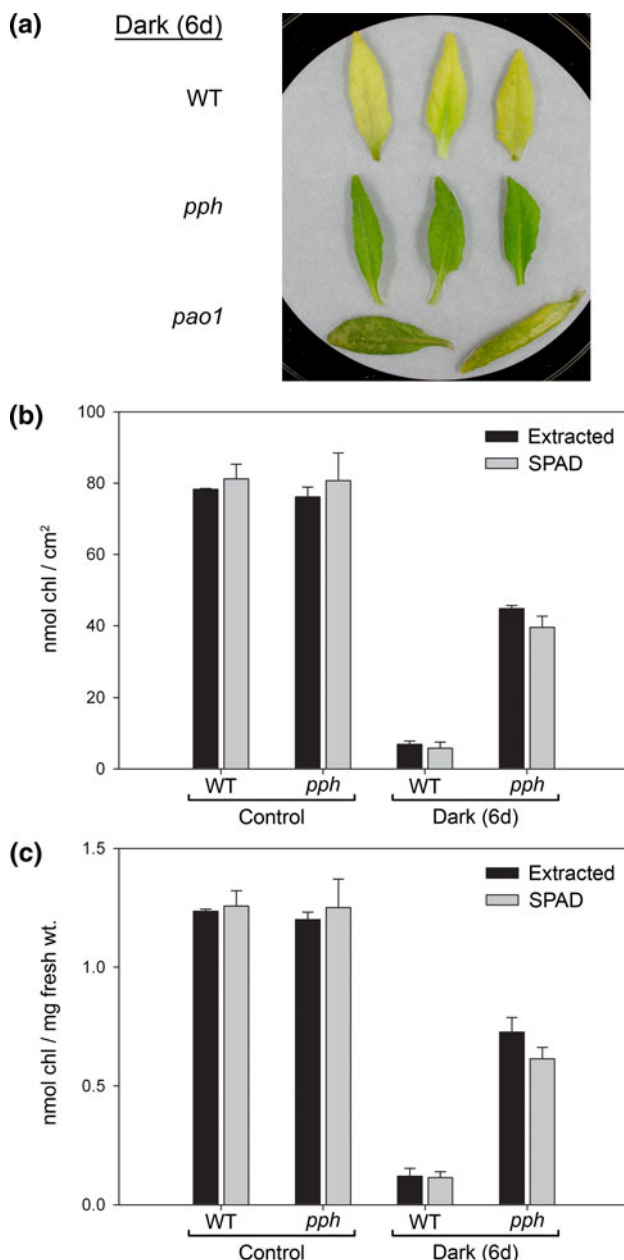 (a) Dark (6d)
WT
pph
pao1
(b)
100
80
60
40
20
0
nmol chl / cm²
Extracted
SPAD
WT pph WT pph
Control Dark (6d)
(c)
1.5
1.0
0.5
0.0
nmol chl / mg fresh wt.
Extracted
SPAD
WT pph WT pph
Control Dark (6d)